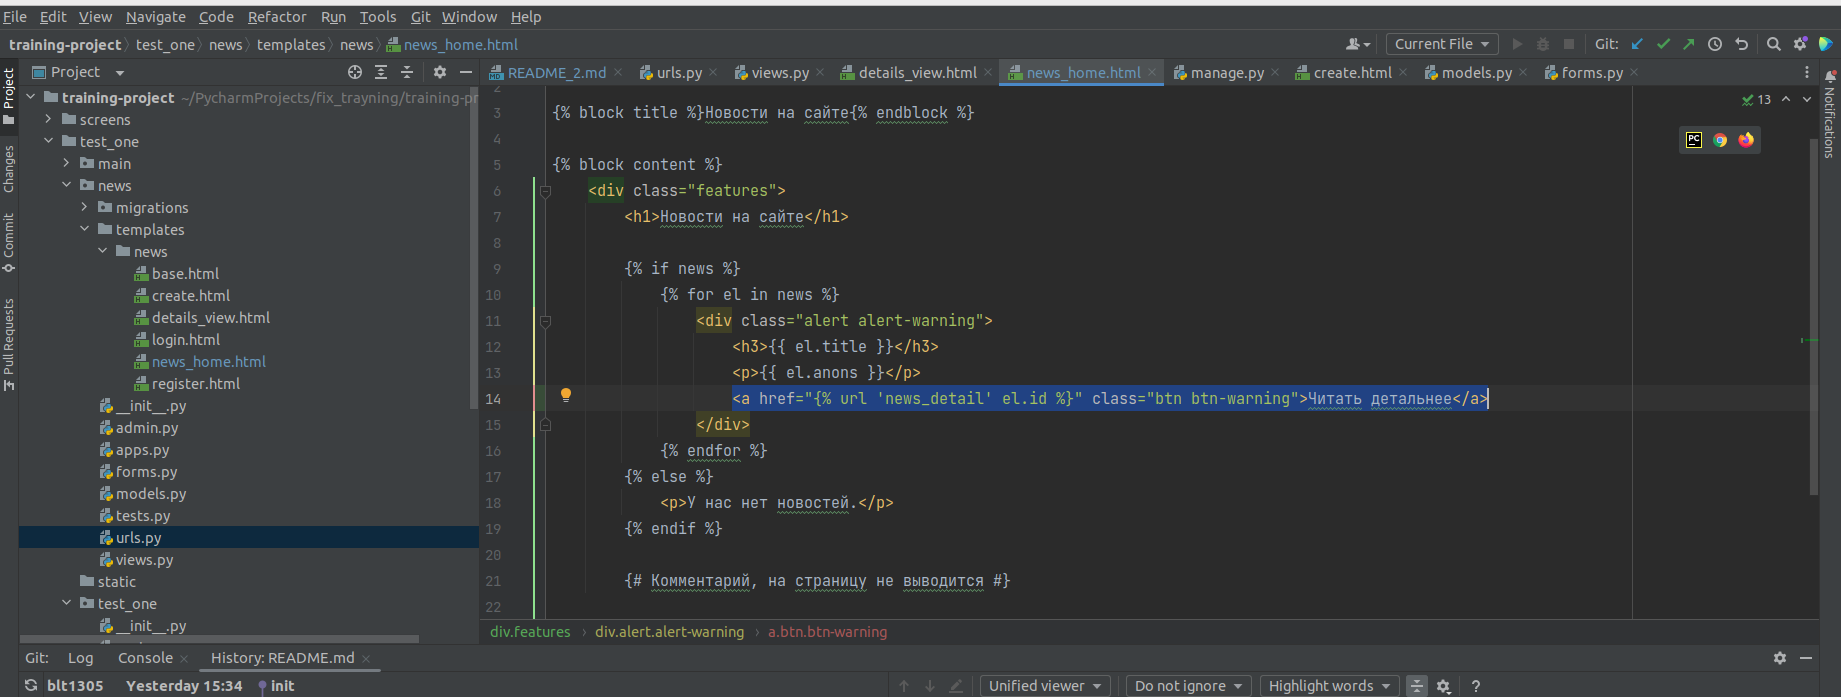 File Edit View Navigate Code Refactor Run Tools Git Window Help
training-project test_one news templates news news_home.html
Current File Git:
Project
README_2.md urls.py views.py details_view.html news_home.html manage.py create.html models.py forms.py
Project
Changes
Commit
Pull Requests
Notifications
training-project ~/PycharmProjects/fix_trayning/training-pr
screens
test_one
main
news
migrations
templates
news
base.html
create.html
details_view.html
login.html
news_home.html
register.html
__init__.py
admin.py
apps.py
forms.py
models.py
tests.py
urls.py
views.py
static
test_one
__init__.py
13
2
3 {% block title %}Новости на сайте{% endblock %}
4
5 {% block content %}
6 <div class="features">
7 <h1>Новости на сайте</h1>
8
9 {% if news %}
10 {% for el in news %}
11 <div class="alert alert-warning">
12 <h3>{{ el.title }}</h3>
13 <p>{{ el.anons }}</p>
14 <a href="{% url 'news_detail' el.id %}" class="btn btn-warning">Читать детальнее</a>
15 </div>
16 {% endfor %}
17 {% else %}
18 <p>У нас нет новостей.</p>
19 {% endif %}
20
21 {# Комментарий, на страницу не выводится #}
22
div.features div.alert.alert-warning a.btn.btn-warning
Git: Log Console History: README.md
blt1305 Yesterday 15:34 init
Unified viewer Do not ignore Highlight words ?